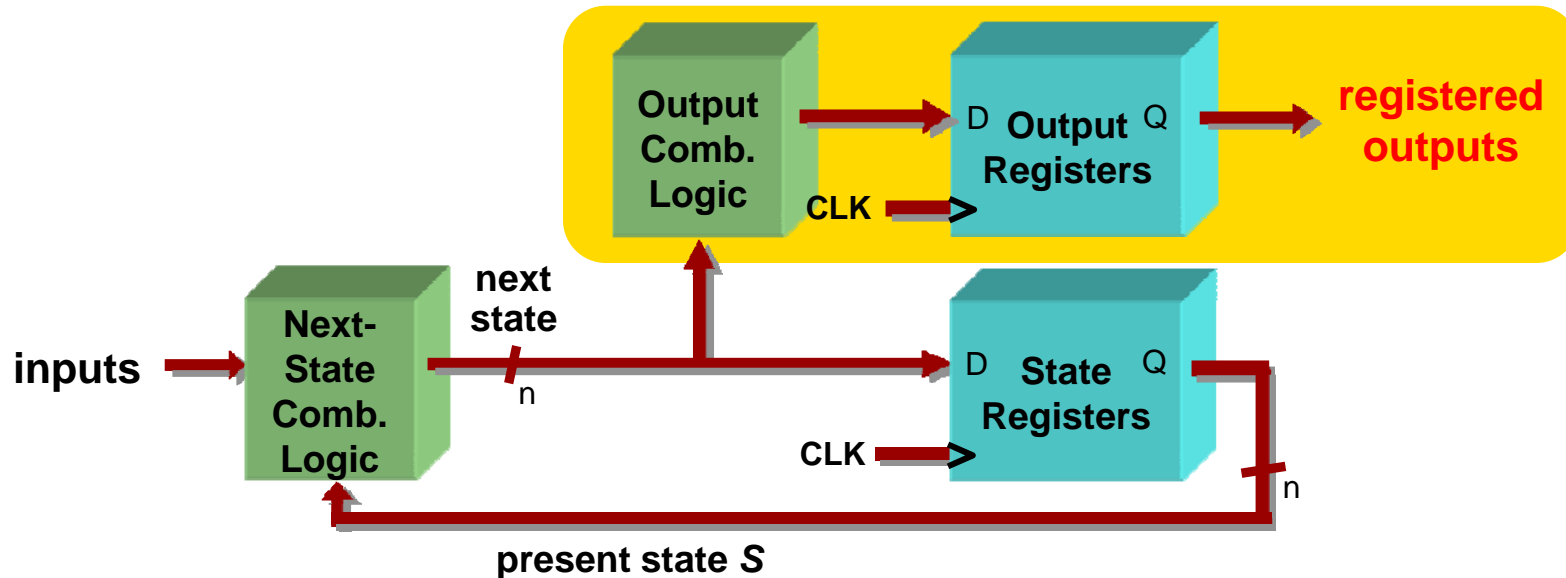 Output
Comb.
Logic
D
Output
Registers
Q
CLK
registered
outputs
inputs
Next-
State
Comb.
Logic
next
state
n
D
State
Registers
Q
CLK
n
present state S